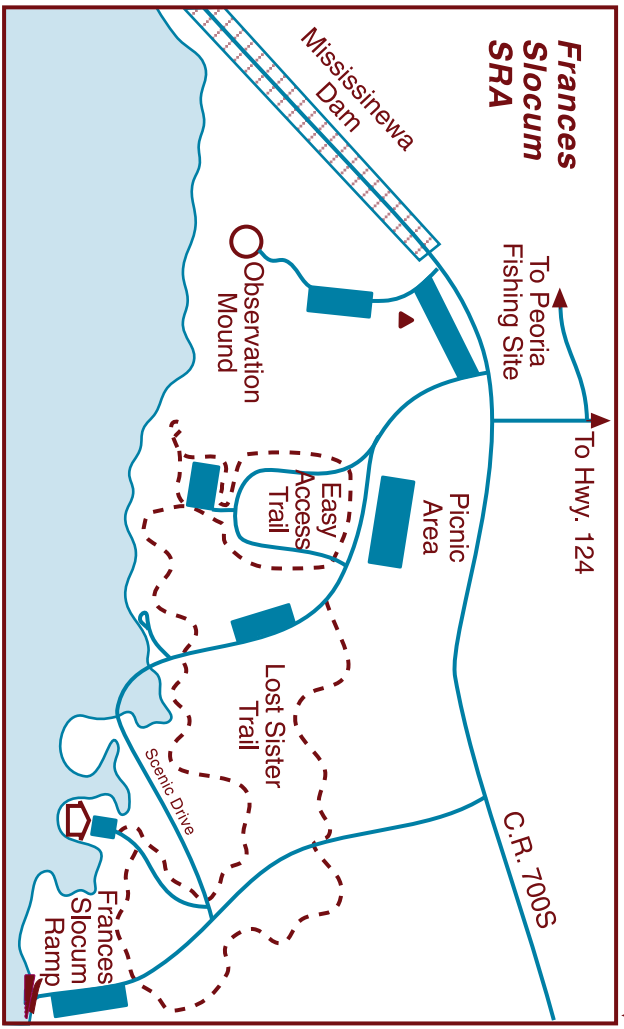 Frances
Slocum
SRA
Mississinewa
Dam
To Peoria
Fishing Site
To Hwy. 124
Observation
Mound
Picnic
Area
Easy
Access
Trail
Lost Sister
Trail
Scenic Drive
C.R. 700S
Frances
Slocum
Ramp